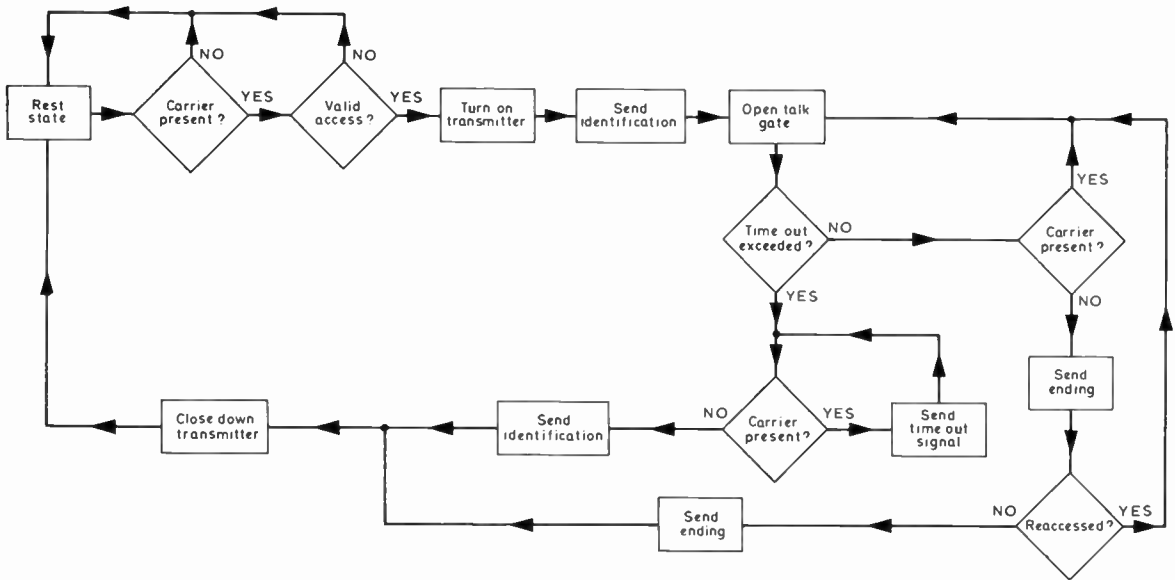 NO
NO
Rest
state
Carrier
present?
YES
Valid
access?
YES
Turn on
transmitter
Send
identification
Open talk
gate
YES
Time out
exceeded?
NO
Carrier
present?
YES
NO
Send
ending
Close down
transmitter
Send
identification
NO
Carrier
present?
YES
Send
time out
signal
Send
ending
NO
Reaccessed?
YES